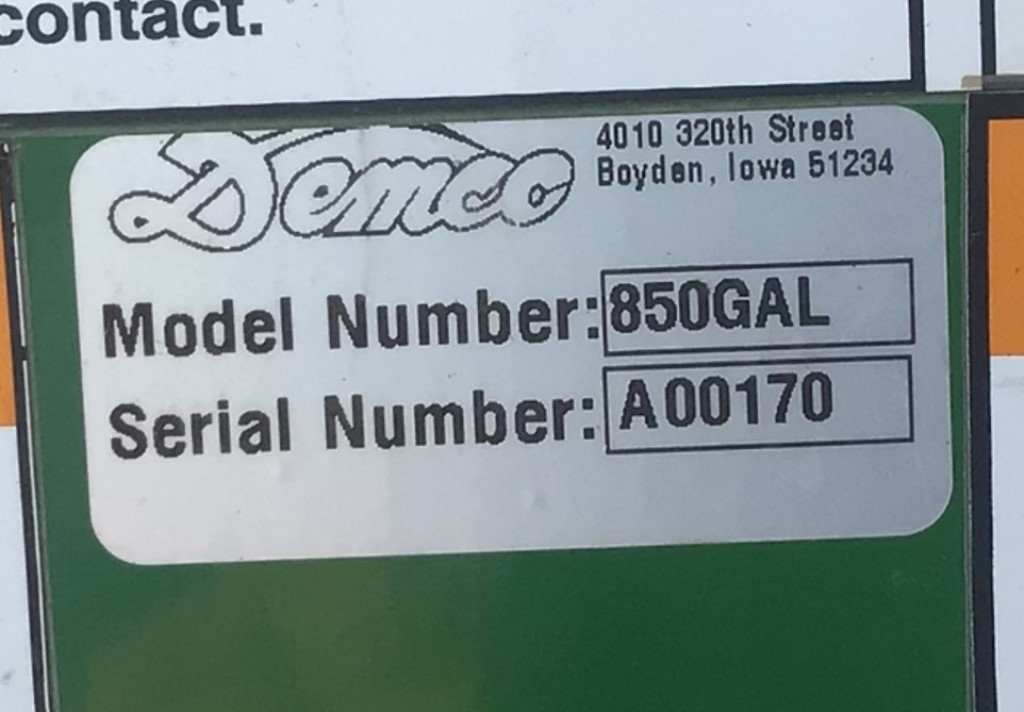 contact.
Demco
4010 320th Street
Boyden, Iowa 51234
Model Number: 850GAL
Serial Number: A00170